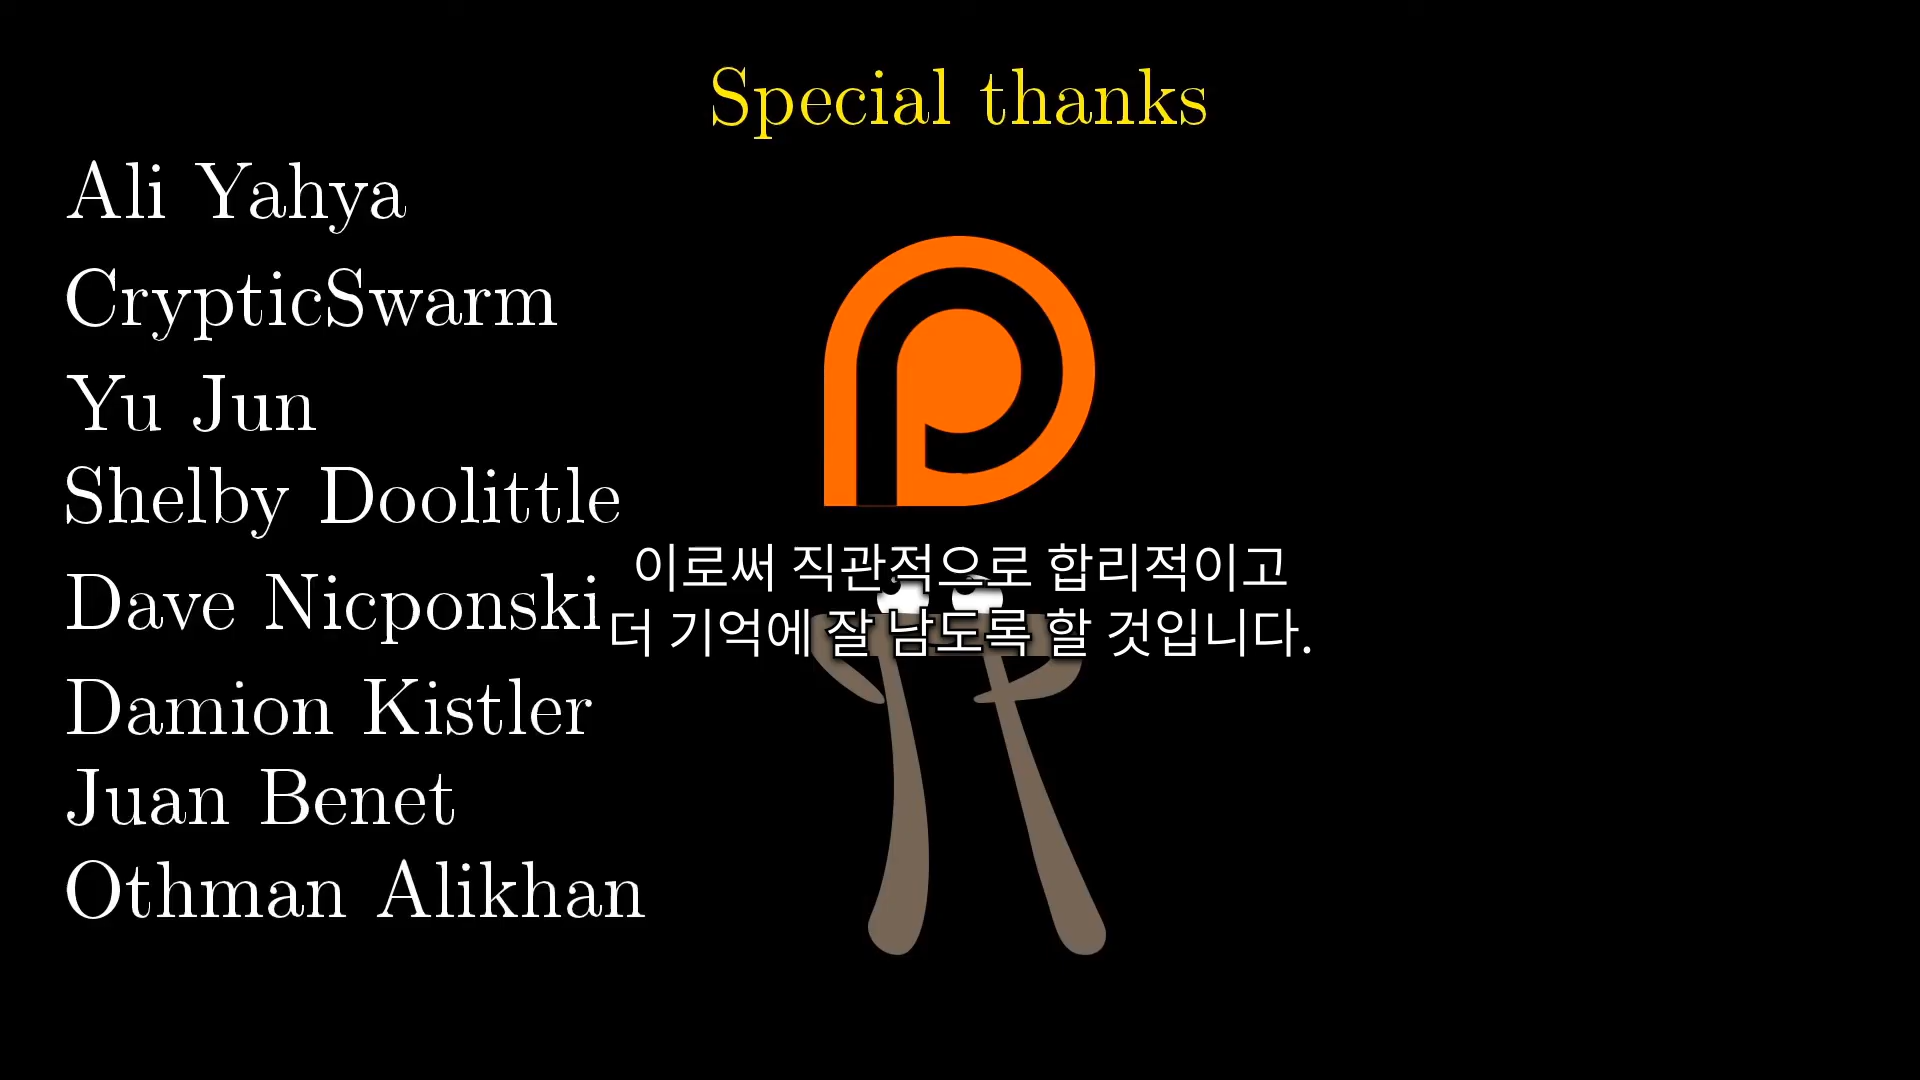 Special thanks
Ali Yahya
CrypticSwarm
Yu Jun
Shelby Doolittle
Dave Nicponski
Damion Kistler
Juan Benet
Othman Alikhan
이로써 직관적으로 합리적이고
더 기억에 잘 남도록 할 것입니다.